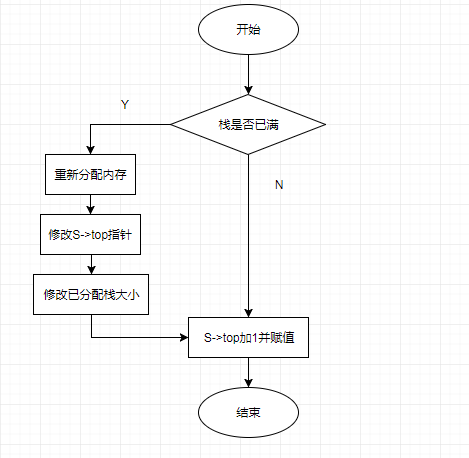 开始
Y
栈是否已满
重新分配内存
N
修改S->top指针
修改已分配栈大小
S->top加1并赋值
结束